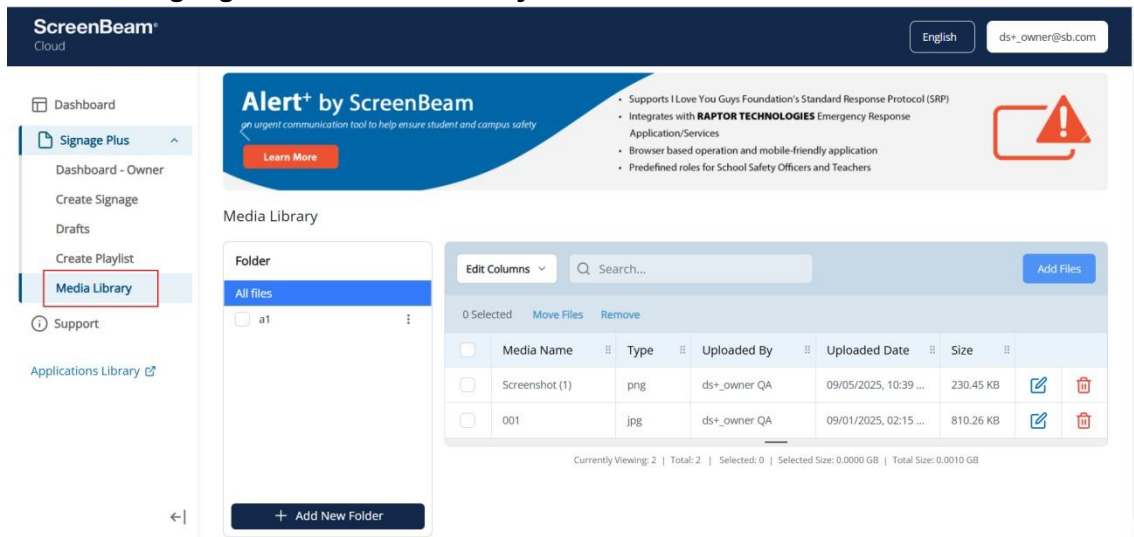 ScreenBeam®
Cloud
English
ds+_owner@sb.com
Dashboard
Signage Plus
Dashboard - Owner
Create Signage
Drafts
Create Playlist
Media Library
Support
Applications Library
Alert+ by ScreenBeam
an urgent communication tool to help ensure student and campus safety
Learn More
• Supports I Love You Guys Foundation's Standard Response Protocol (SRP)
• Integrates with RAPTOR TECHNOLOGIES Emergency Response
Application/Services
• Browser based operation and mobile-friendly application
• Predefined roles for School Safety Officers and Teachers
Media Library
Folder
All files
a1
+ Add New Folder
Edit Columns
Search...
Add Files
0 Selected Move Files Remove
Media Name Type Uploaded By Uploaded Date Size
Screenshot (1) png ds+_owner QA 09/05/2025, 10:39 ... 230.45 KB
001 jpg ds+_owner QA 09/01/2025, 02:15 ... 810.26 KB
Currently Viewing: 2 | Total: 2 | Selected: 0 | Selected Size: 0.0000 GB | Total Size: 0.0010 GB